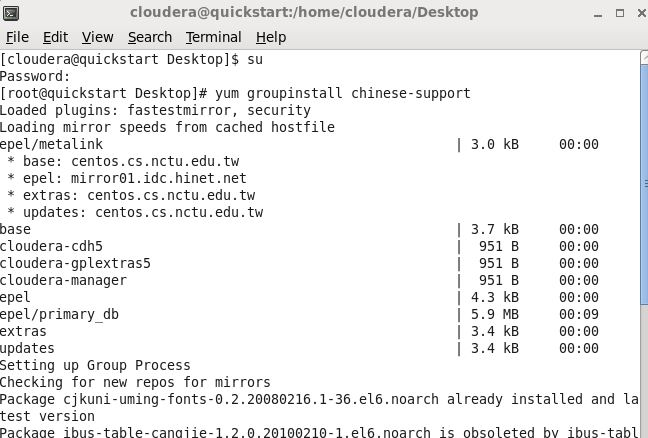 cloudera@quickstart:/home/cloudera/Desktop
File Edit View Search Terminal Help
[cloudera@quickstart Desktop]$ su
Password:
[root@quickstart Desktop]# yum groupinstall chinese-support
Loaded plugins: fastestmirror, security
Loading mirror speeds from cached hostfile
epel/metalink | 3.0 kB 00:00
* base: centos.cs.nctu.edu.tw
* epel: mirror01.idc.hinet.net
* extras: centos.cs.nctu.edu.tw
* updates: centos.cs.nctu.edu.tw
base | 3.7 kB 00:00
cloudera-cdh5 | 951 B 00:00
cloudera-gplextras5 | 951 B 00:00
cloudera-manager | 951 B 00:00
epel | 4.3 kB 00:00
epel/primary_db | 5.9 MB 00:09
extras | 3.4 kB 00:00
updates | 3.4 kB 00:00
Setting up Group Process
Checking for new repos for mirrors
Package cjkuni-uming-fonts-0.2.20080216.1-36.el6.noarch already installed and la
test version
Package ibus-table-cangjie-1.2.0.20100210-1.el6.noarch is obsoleted by ibus-tabl